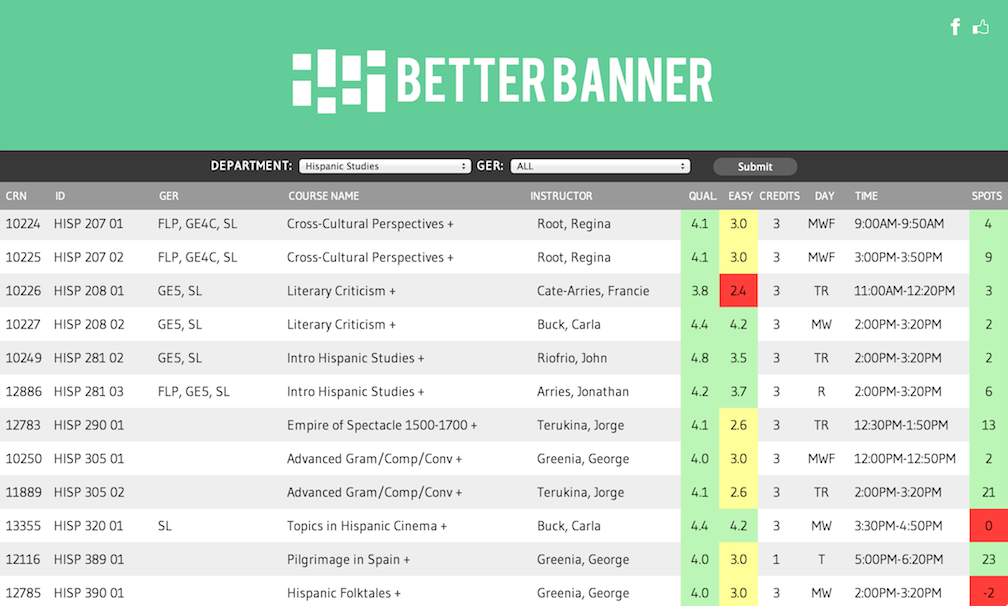 f
BETTER BANNER
DEPARTMENT: Hispanic Studies GER: ALL Submit
CRN ID GER COURSE NAME INSTRUCTOR QUAL EASY CREDITS DAY TIME SPOTS
10224 HISP 207 01 FLP, GE4C, SL Cross-Cultural Perspectives + Root, Regina 4.1 3.0 3 MWF 9:00AM-9:50AM 4
10225 HISP 207 02 FLP, GE4C, SL Cross-Cultural Perspectives + Root, Regina 4.1 3.0 3 MWF 3:00PM-3:50PM 9
10226 HISP 208 01 GE5, SL Literary Criticism + Cate-Arries, Francie 3.8 2.4 3 TR 11:00AM-12:20PM 3
10227 HISP 208 02 GE5, SL Literary Criticism + Buck, Carla 4.4 4.2 3 MW 2:00PM-3:20PM 2
10249 HISP 281 02 GE5, SL Intro Hispanic Studies + Riofrio, John 4.8 3.5 3 TR 2:00PM-3:20PM 2
12886 HISP 281 03 FLP, GE5, SL Intro Hispanic Studies + Arries, Jonathan 4.2 3.7 3 R 2:00PM-3:20PM 6
12783 HISP 290 01 Empire of Spectacle 1500-1700 + Terukina, Jorge 4.1 2.6 3 TR 12:30PM-1:50PM 13
10250 HISP 305 01 Advanced Gram/Comp/Conv + Greenia, George 4.0 3.0 3 MWF 12:00PM-12:50PM 2
11889 HISP 305 02 Advanced Gram/Comp/Conv + Terukina, Jorge 4.1 2.6 3 TR 2:00PM-3:20PM 21
13355 HISP 320 01 SL Topics in Hispanic Cinema + Buck, Carla 4.4 4.2 3 MW 3:30PM-4:50PM 0
12116 HISP 389 01 Pilgrimage in Spain + Greenia, George 4.0 3.0 1 T 5:00PM-6:20PM 23
12785 HISP 390 01 Hispanic Folktales + Greenia, George 4.0 3.0 3 MW 2:00PM-3:20PM -2